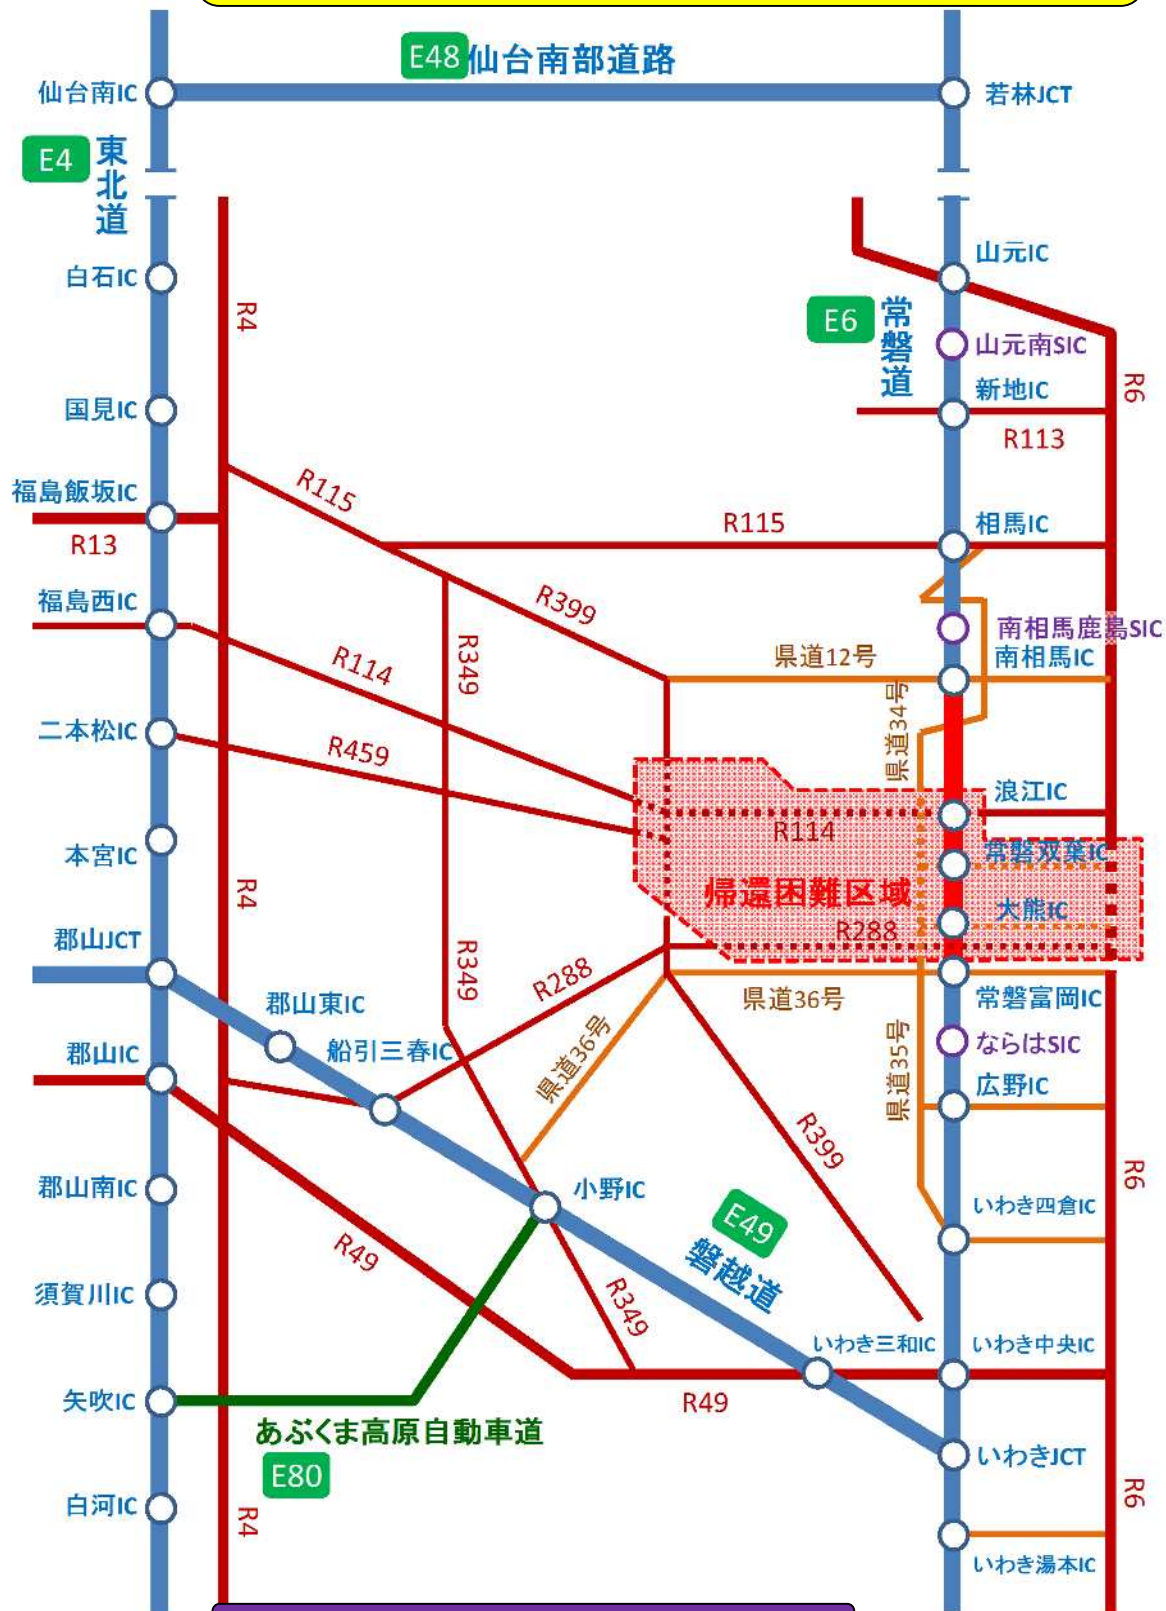 E48
仙台南部道路
仙台南IC
若林JCT
E4
東北道
白石IC
R4
山元IC
E6
常磐道
山元南SIC
R6
新地IC
国見IC
R113
福島飯坂IC
R115
R115
相馬IC
R13
福島西IC
R399
南相馬鹿島SIC
R114
R349
県道12号
南相馬IC
県道34号
二本松IC
R459
浪江IC
R114
本宮IC
常磐双葉IC
R4
帰還困難区域
大熊IC
R288
郡山JCT
R349
R288
郡山東IC
県道36号
常磐富岡IC
郡山IC
船引三春IC
県道36号
県道35号
ならはSIC
広野IC
R399
R6
郡山南IC
小野IC
いわき四倉IC
E49
磐越道
R49
須賀川IC
R349
いわき三和IC
いわき中央IC
矢吹IC
R49
あぶくま高原自動車道
E80
いわきJCT
白河IC
R4
R6
いわき湯本IC